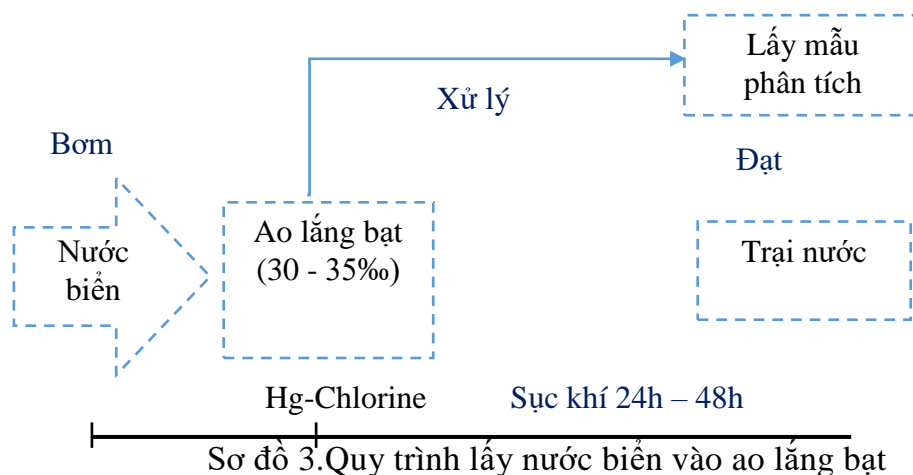 Lấy mẫu
phân tích
Xử lý
Bơm
Đạt
Nước
biển
Ao lắng bạt
(30 - 35‰)
Trại nước
Hg-Chlorine
Sục khí 24h – 48h
Sơ đồ 3.Quy trình lấy nước biển vào ao lắng bạt